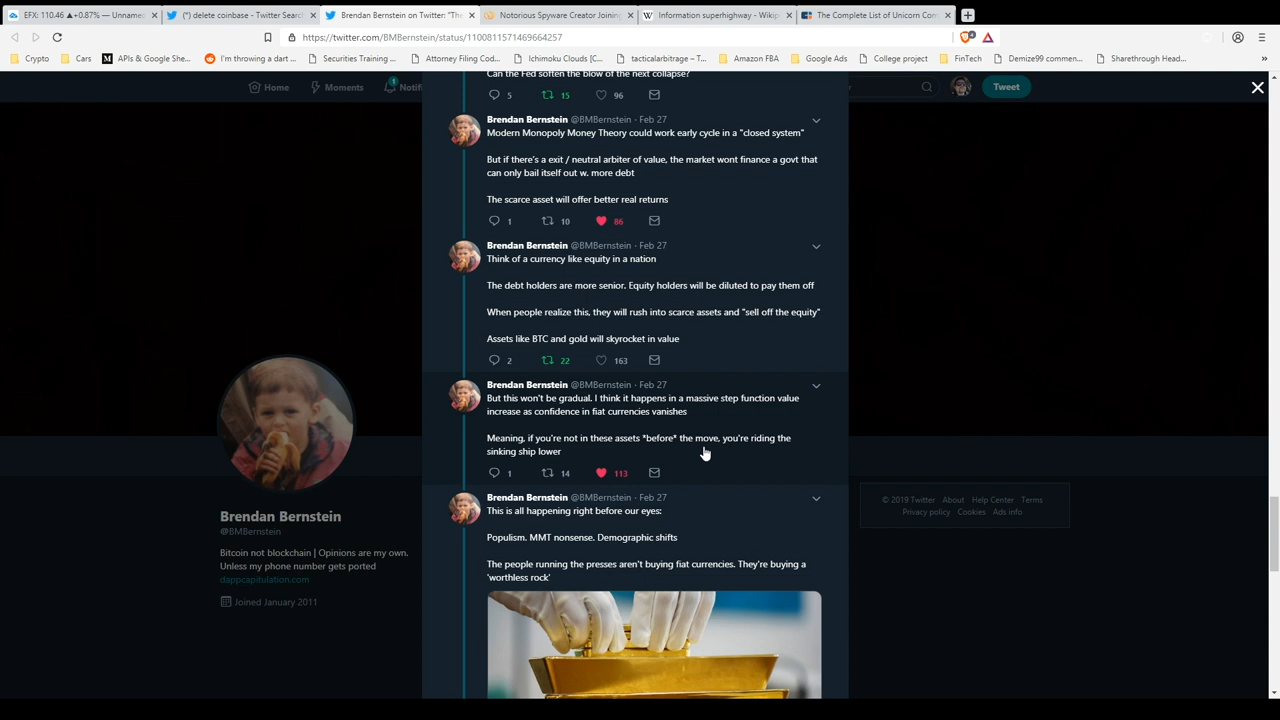 EFX: 110.46 ▲+0.87% — Unnamed
(*) delete coinbase - Twitter Search
Brendan Bernstein on Twitter: "The
Notorious Spyware Creator Joining
Information superhighway - Wikip
The Complete List of Unicorn Com
https://twitter.com/BMBernstein/status/1100811571469664257
4
Crypto
Cars
APIs & Google She...
I'm throwing a dart ...
Securities Training ...
Attorney Filing Cod...
Ichimoku Clouds [C...
tacticalarbitrage – T...
Amazon FBA
Google Ads
College project
FinTech
Demize99 commen...
Sharethrough Head...
»
Home
Moments
1
Notifi
Tweet
Can the Fed soften the blow of the next collapse?
5 15 96
Brendan Bernstein @BMBernstein · Feb 27
Modern Monopoly Money Theory could work early cycle in a "closed system"
But if there's a exit / neutral arbiter of value, the market wont finance a govt that
can only bail itself out w. more debt
The scarce asset will offer better real returns
1 10 86
Brendan Bernstein @BMBernstein · Feb 27
Think of a currency like equity in a nation
The debt holders are more senior. Equity holders will be diluted to pay them off
When people realize this, they will rush into scarce assets and "sell off the equity"
Assets like BTC and gold will skyrocket in value
2 22 163
Brendan Bernstein @BMBernstein · Feb 27
But this won't be gradual. I think it happens in a massive step function value
increase as confidence in fiat currencies vanishes
Meaning, if you're not in these assets *before* the move, you're riding the
sinking ship lower
1 14 113
Brendan Bernstein @BMBernstein · Feb 27
This is all happening right before our eyes:
Populism. MMT nonsense. Demographic shifts
The people running the presses aren't buying fiat currencies. They're buying a
'worthless rock'
Brendan Bernstein
@BMBernstein
Bitcoin not blockchain | Opinions are my own.
Unless my phone number gets ported
dappcapitulation.com
Joined January 2011
© 2019 Twitter About Help Center Terms
Privacy policy Cookies Ads info